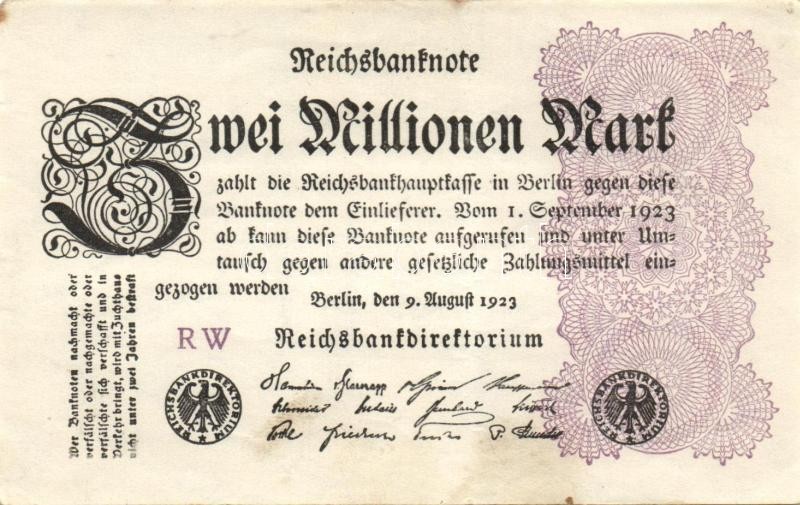 Reichsbanknote
Zwei Millionen Mark
zahlt die Reichsbankhauptkasse in Berlin gegen diese
Banknote dem Einlieferer. Vom 1. September 1923
ab kann diese Banknote aufgerufen und unter Um-
tausch gegen andere gesetzliche Zahlungsmittel ein-
gezogen werden
Berlin, den 9. August 1923
RW
Reichsbankdirektorium
REICHSBANKDIREKTORIUM
REICHSBANKDIREKTORIUM
Wer Banknoten nachmacht oder
verfälscht oder nachgemachte oder
verfälschte sich verschafft und in
Verkehr bringt, wird mit Zuchthaus
nicht unter zwei Jahren bestraft